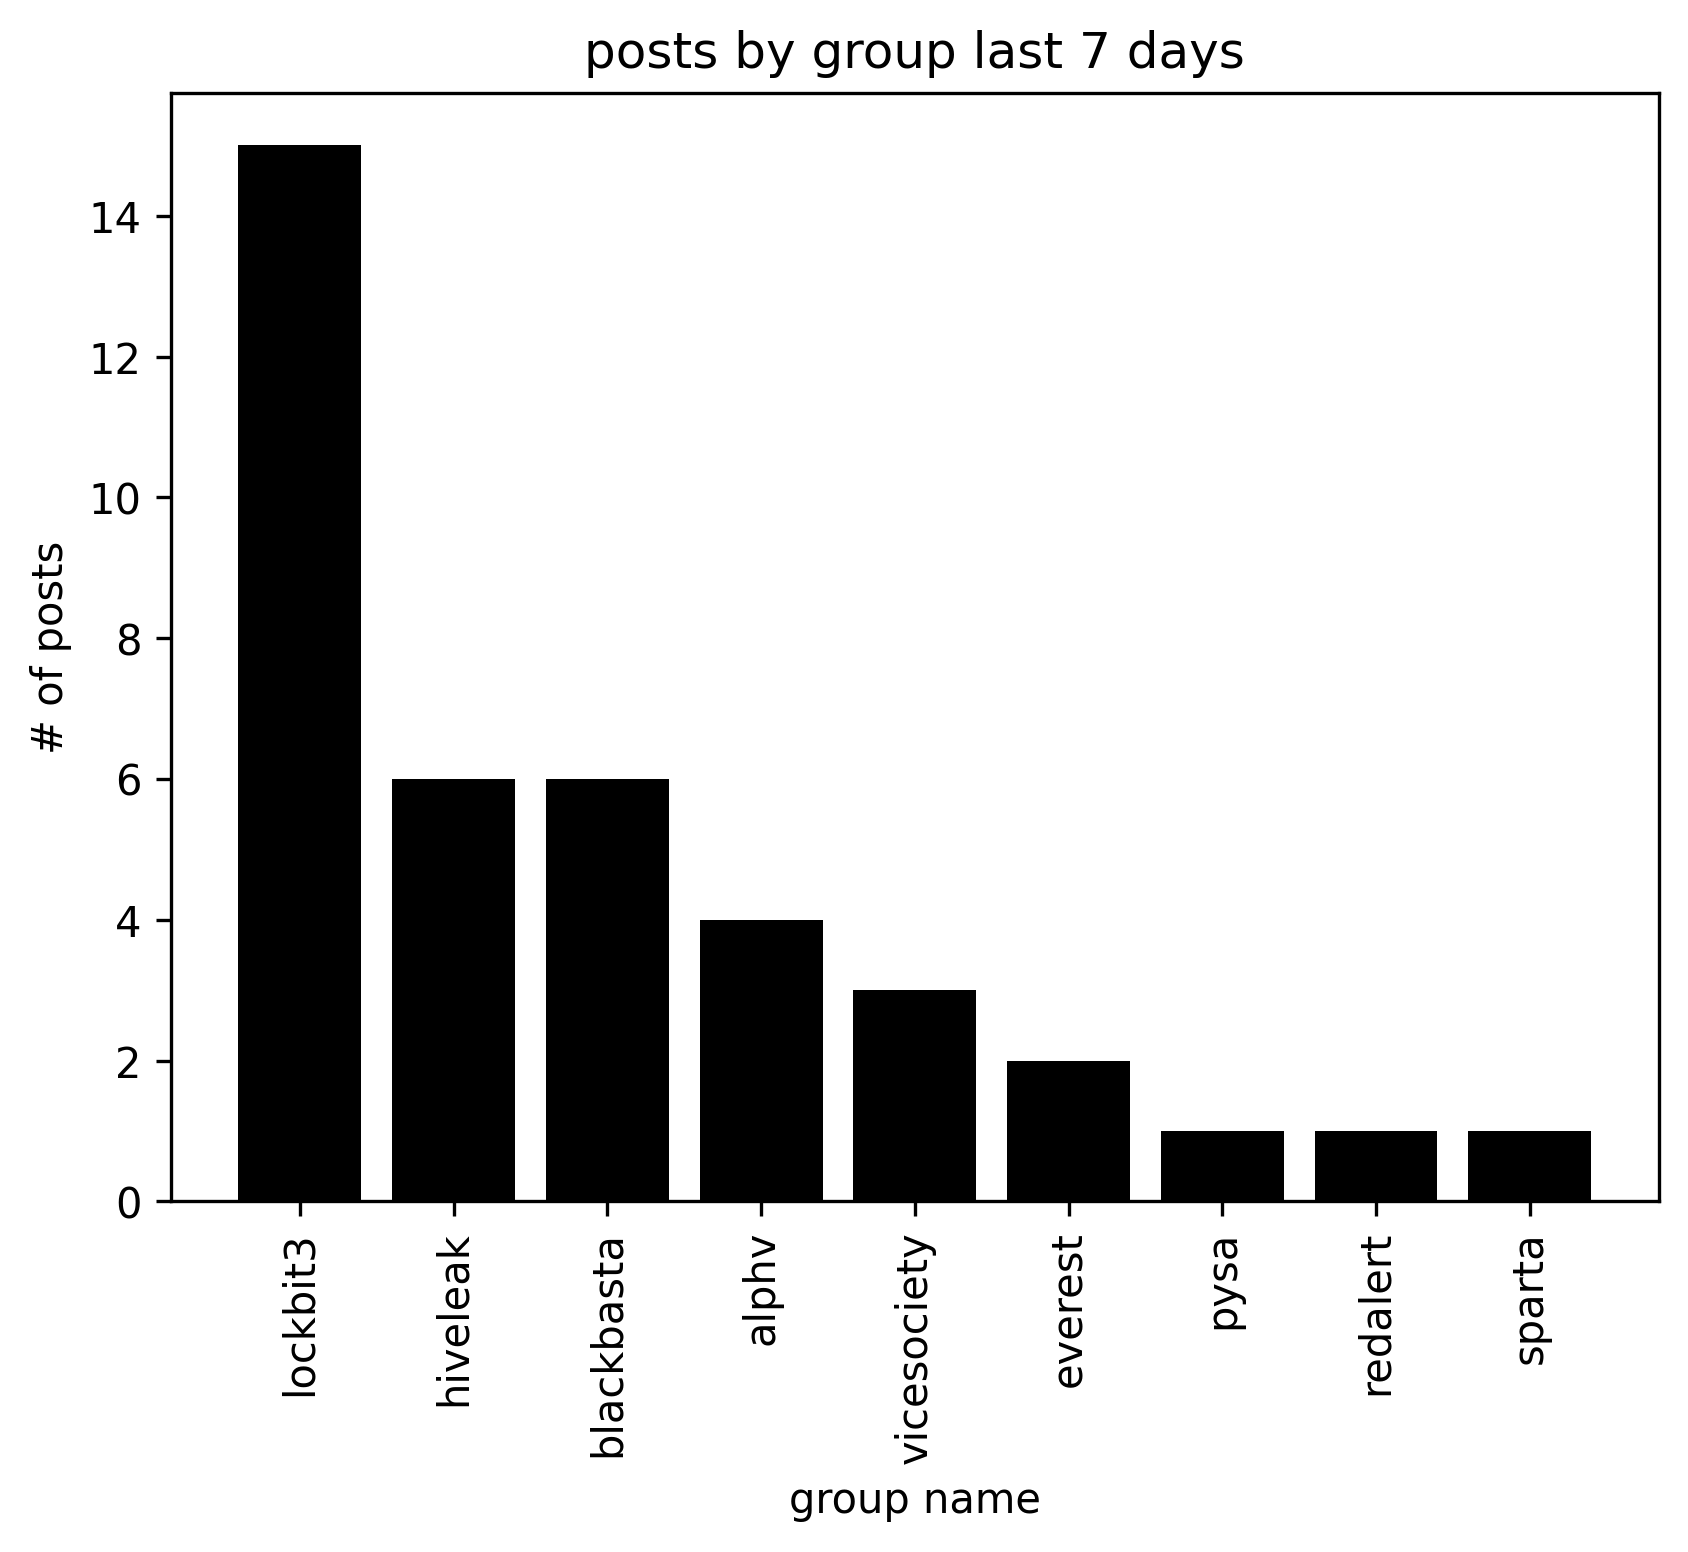 posts by group last 7 days
# of posts
14
12
10
8
6
4
2
0
lockbit3
hiveleak
blackbasta
alphv
vicesociety
everest
pysa
redalert
sparta
group name